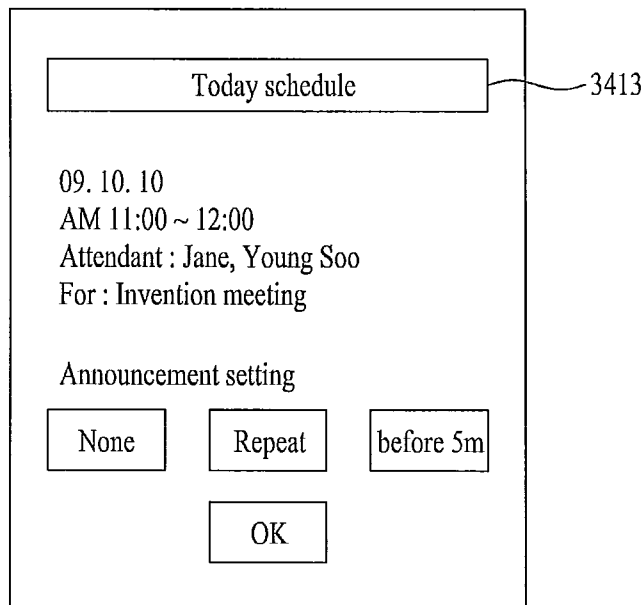 Today schedule
3413
09. 10. 10
AM 11:00 ~ 12:00
Attendant : Jane, Young Soo
For : Invention meeting
Announcement setting
None
Repeat
before 5m
OK